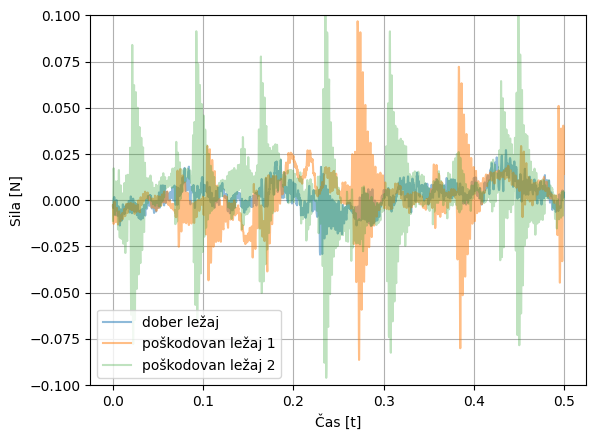 0.100
0.075
0.050
0.025
0.000
−0.025
−0.050
−0.075
−0.100
Sila [N]
dober ležaj
poškodovan ležaj 1
poškodovan ležaj 2
0.0 0.1 0.2 0.3 0.4 0.5
Čas [t]